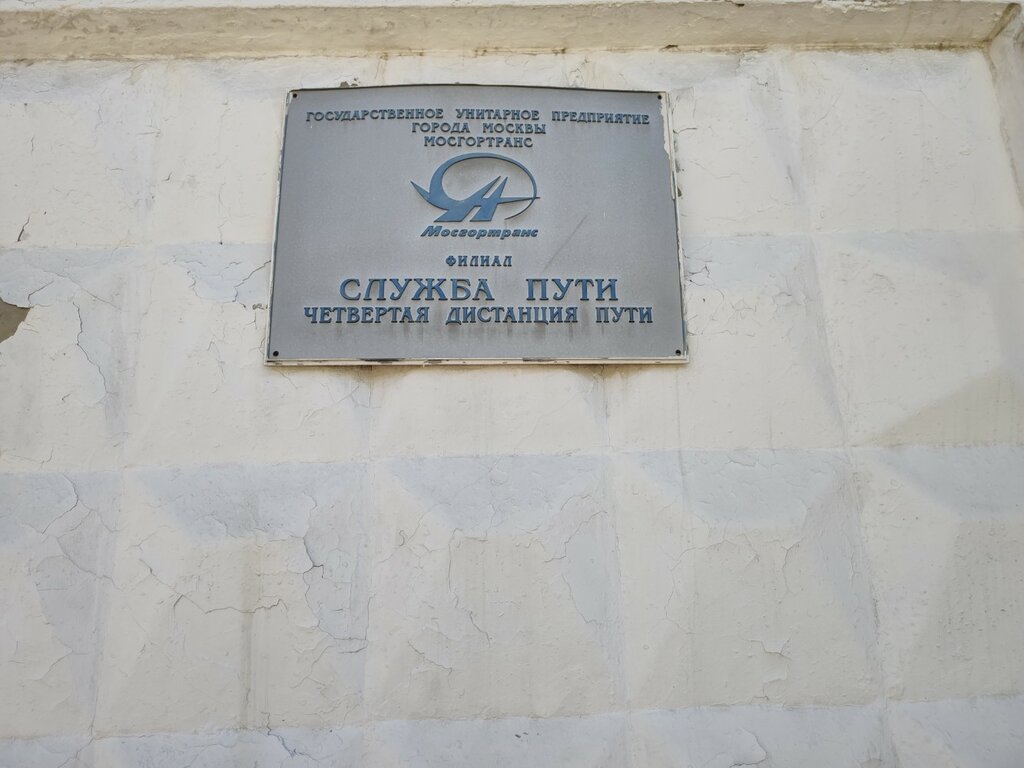 ГОСУДАРСТВЕННОЕ УНИТАРНОЕ ПРЕДПРИЯТИЕ
ГОРОДА МОСКВЫ
МОСГОРТРАНС
Мосгортранс
ФИЛИАЛ
СЛУЖБА ПУТИ
ЧЕТВЕРТАЯ ДИСТАНЦИЯ ПУТИ